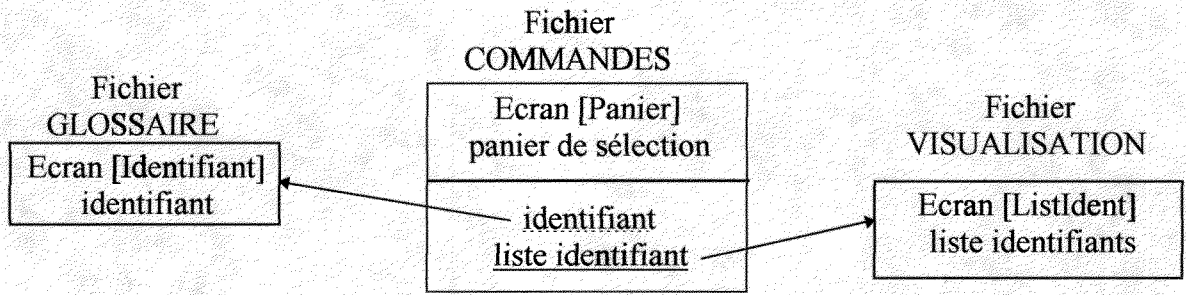 Fichier
COMMANDES
Fichier
GLOSSAIRE
Ecran [Identifiant]
identifiant
Ecran [Panier]
panier de sélection
identifiant
liste identifiant
Fichier
VISUALISATION
Ecran [ListIdent]
liste identifiants